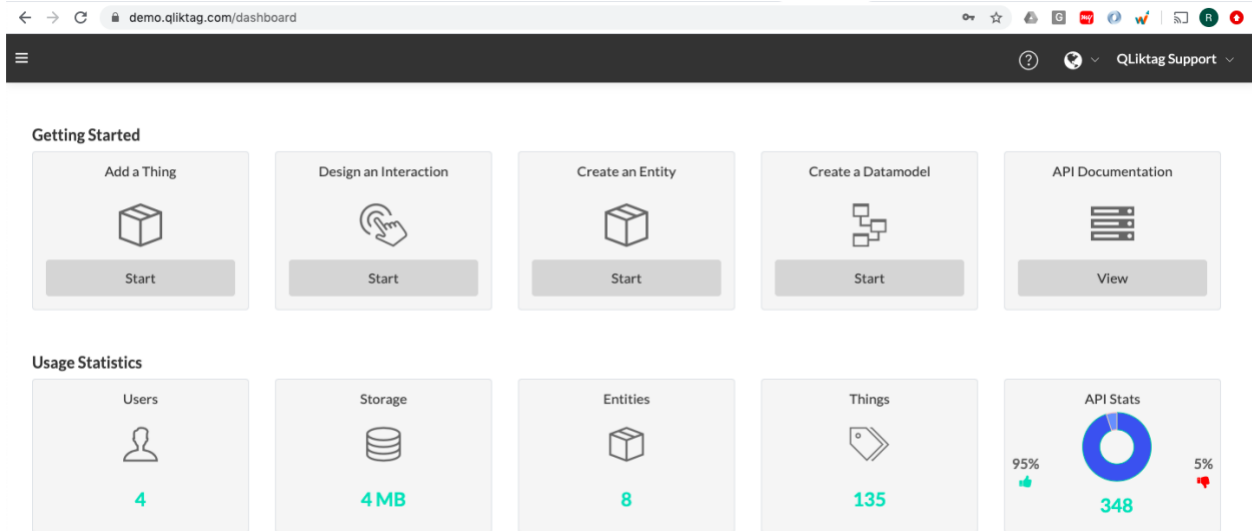 demo.qliktag.com/dashboard
QLiktag Support
Getting Started
Add a Thing
Design an Interaction
Create an Entity
Create a Datamodel
API Documentation
Start
Start
Start
Start
View
Usage Statistics
Users
Storage
Entities
Things
API Stats
95%
5%
4
4 MB
8
135
348